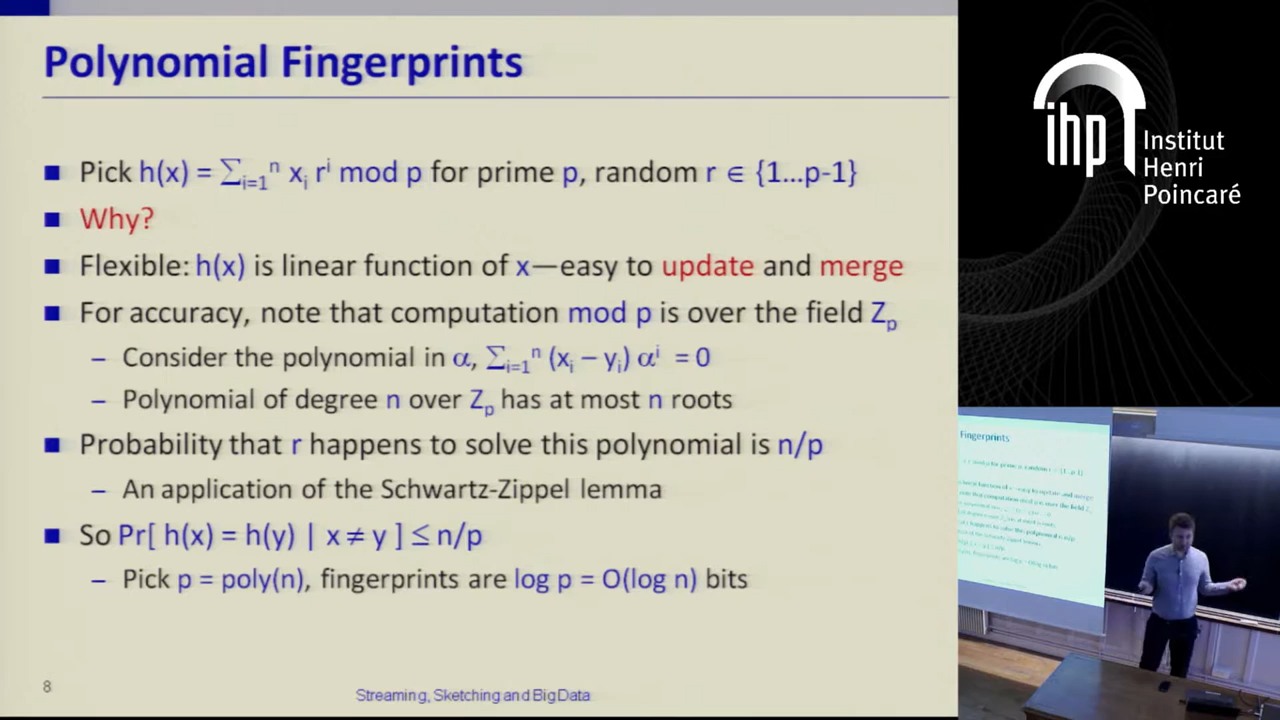 Polynomial Fingerprints
Pick h(x) = Σᵢ₌₁ⁿ xᵢ rⁱ mod p for prime p, random r ∈ {1...p-1}
Why?
Flexible: h(x) is linear function of x—easy to update and merge
For accuracy, note that computation mod p is over the field Zₚ
– Consider the polynomial in α, Σᵢ₌₁ⁿ (xᵢ – yᵢ) αⁱ = 0
– Polynomial of degree n over Zₚ has at most n roots
Probability that r happens to solve this polynomial is n/p
– An application of the Schwartz-Zippel lemma
So Pr[ h(x) = h(y) | x ≠ y ] ≤ n/p
– Pick p = poly(n), fingerprints are log p = O(log n) bits
8
Streaming, Sketching and Big Data
ihp
Institut
Henri
Poincaré
Fingerprints